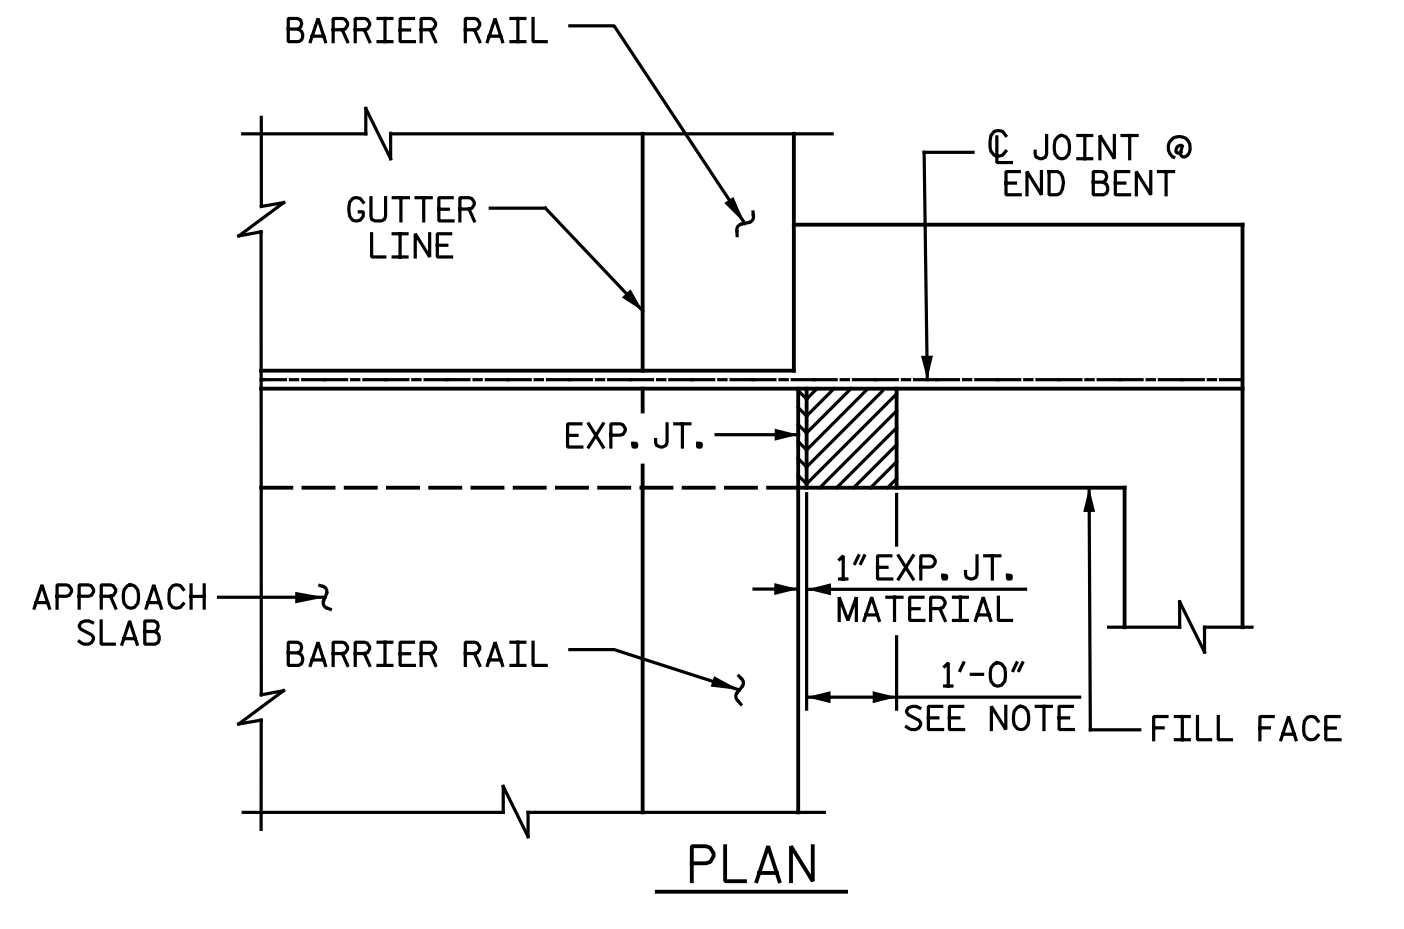 BARRIER RAIL
℄ JOINT @
END BENT
GUTTER
LINE
EXP. JT.
1" EXP. JT.
MATERIAL
APPROACH
SLAB
BARRIER RAIL
1'-0"
SEE NOTE
FILL FACE
PLAN